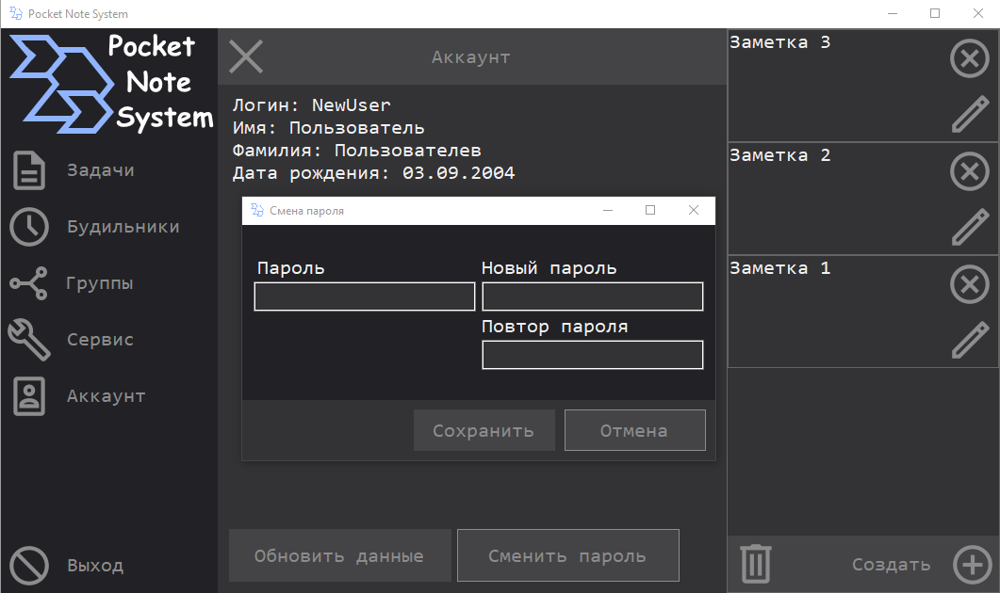 Pocket Note System
Pocket
Note
System
Задачи
Будильники
Группы
Сервис
Аккаунт
Выход
Аккаунт
Логин: NewUser
Имя: Пользователь
Фамилия: Пользователев
Дата рождения: 03.09.2004
Смена пароля
Пароль
Новый пароль
Повтор пароля
Сохранить
Отмена
Обновить данные
Сменить пароль
Заметка 3
Заметка 2
Заметка 1
Создать